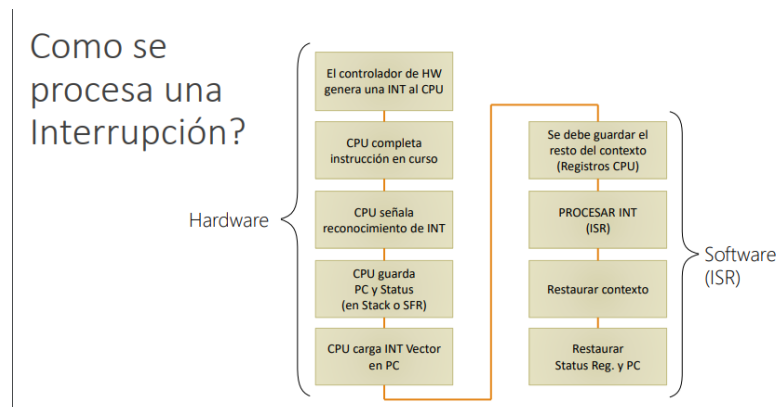 Como se
procesa una
Interrupción?
Hardware
El controlador de HW
genera una INT al CPU
CPU completa
instrucción en curso
CPU señala
reconocimiento de INT
CPU guarda
PC y Status
(en Stack o SFR)
CPU carga INT Vector
en PC
Se debe guardar el
resto del contexto
(Registros CPU)
PROCESAR INT
(ISR)
Restaurar contexto
Restaurar
Status Reg. y PC
Software
(ISR)